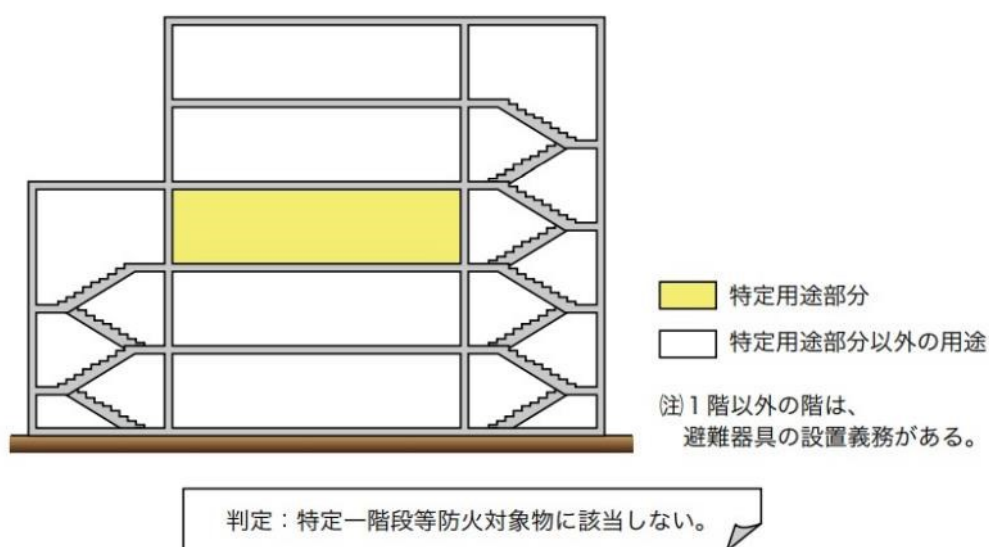 特定用途部分
特定用途部分以外の用途
㊟1階以外の階は、
避難器具の設置義務がある。
判定：特定一階段等防火対象物に該当しない。